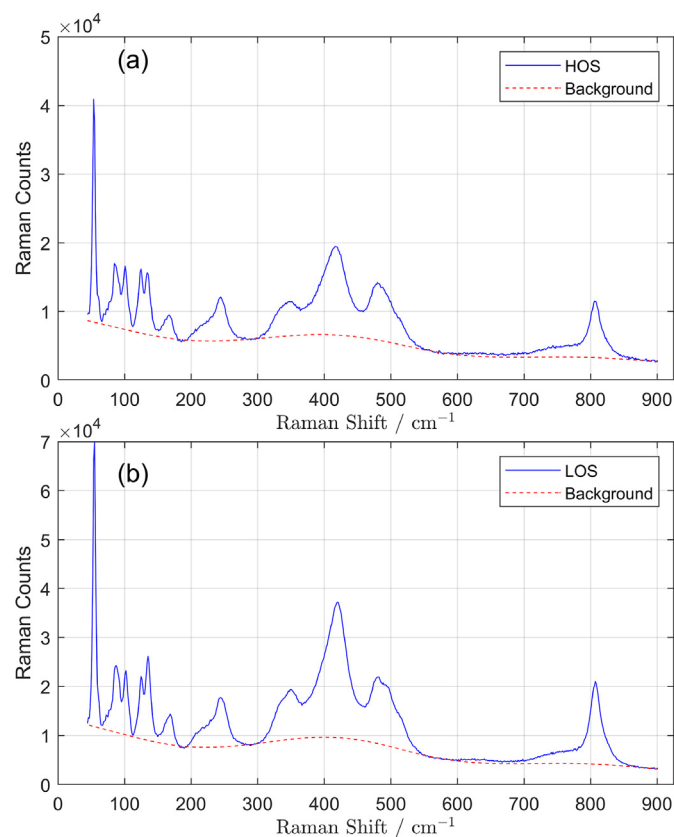 ×10⁴
5
(a)
HOS
Background
4
3
2
1
0
Raman Counts
0 100 200 300 400 500 600 700 800 900
Raman Shift / cm⁻¹
×10⁴
7
(b)
LOS
Background
6
5
4
3
2
1
0
Raman Counts
0 100 200 300 400 500 600 700 800 900
Raman Shift / cm⁻¹